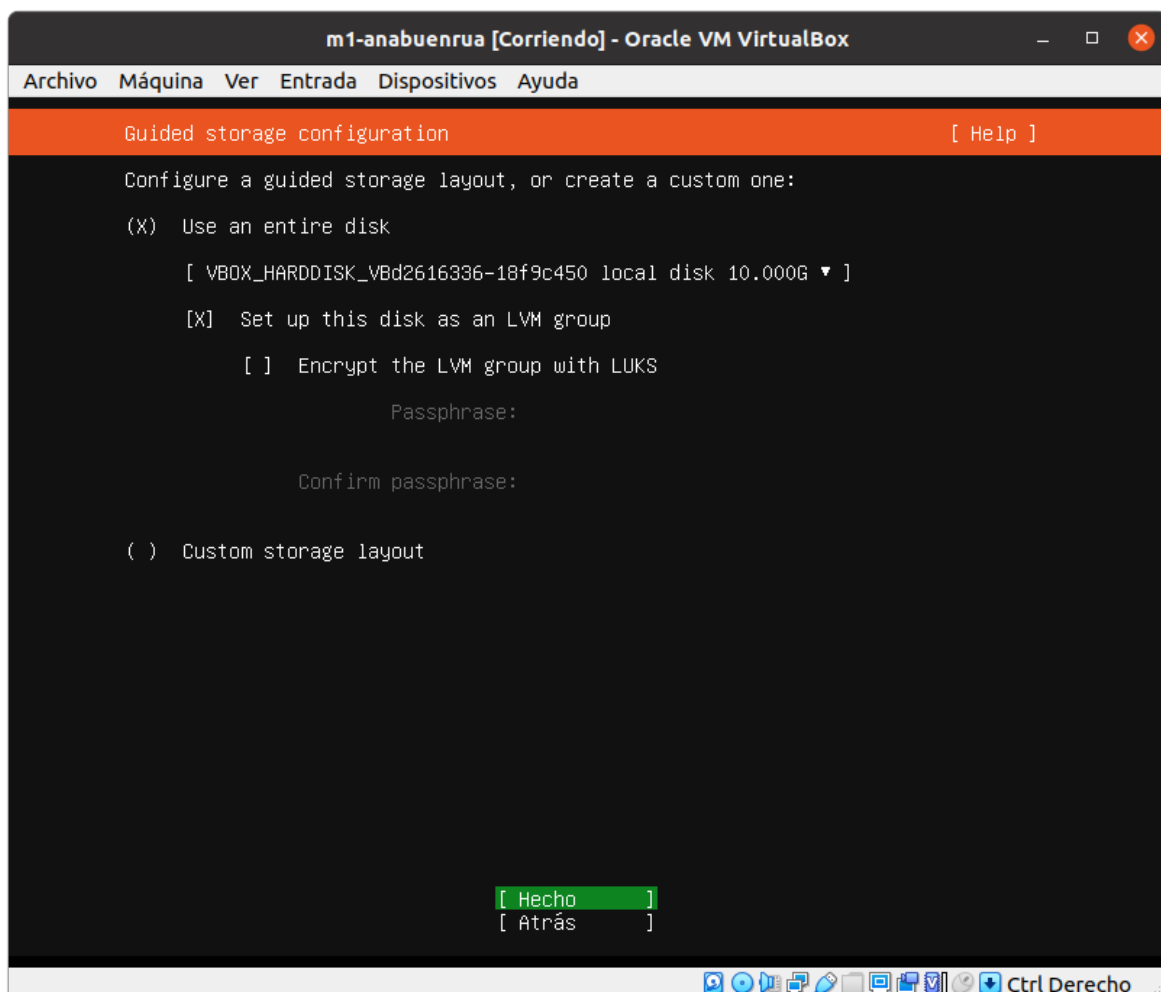 m1-anabuenrua [Corriendo] - Oracle VM VirtualBox
Archivo Máquina Ver Entrada Dispositivos Ayuda
Guided storage configuration [ Help ]
Configure a guided storage layout, or create a custom one:
(X) Use an entire disk
[ VBOX_HARDDISK_VBd2616336-18f9c450 local disk 10.000G ▾ ]
[X] Set up this disk as an LVM group
[ ] Encrypt the LVM group with LUKS
Passphrase:
Confirm passphrase:
( ) Custom storage layout
[ Hecho ]
[ Atrás ]
Ctrl Derecho